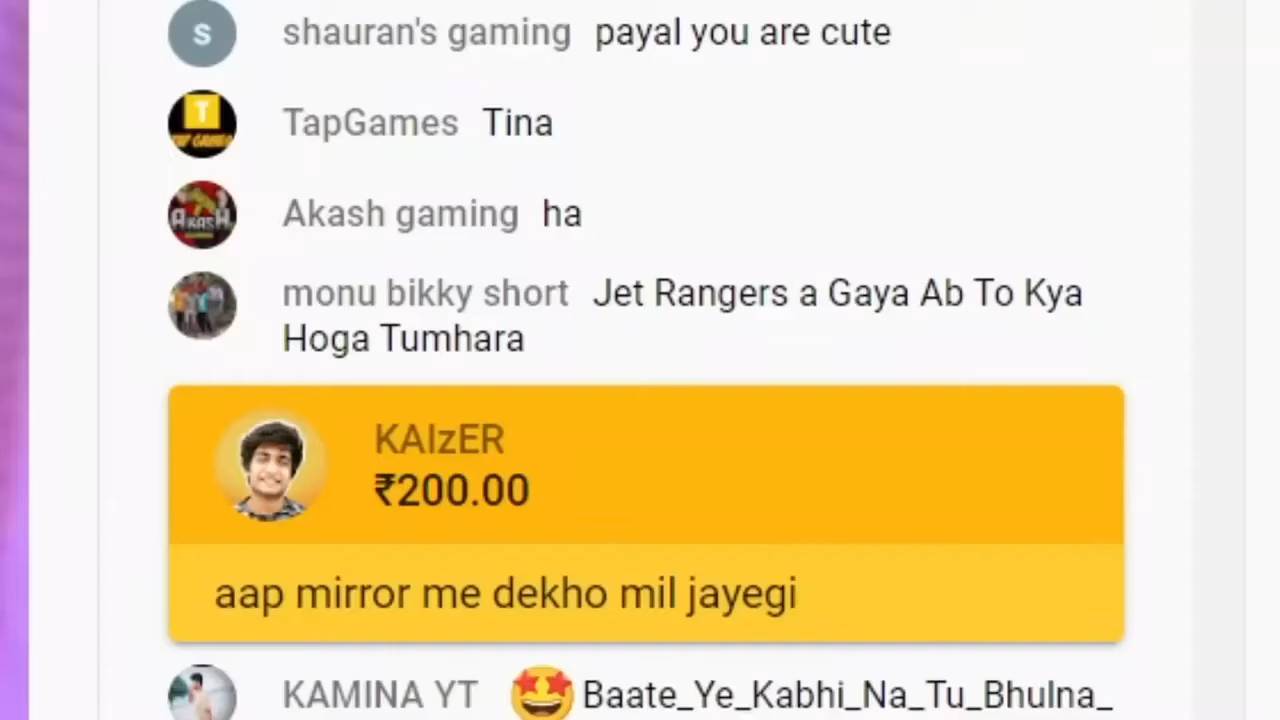 S
shauran's gaming payal you are cute
T
TapGames Tina
AKASH
Akash gaming ha
monu bikky short Jet Rangers a Gaya Ab To Kya
Hoga Tumhara
KAIzER
₹200.00
aap mirror me dekho mil jayegi
KAMINA YT 🤩Baate_Ye_Kabhi_Na_Tu_Bhulna_